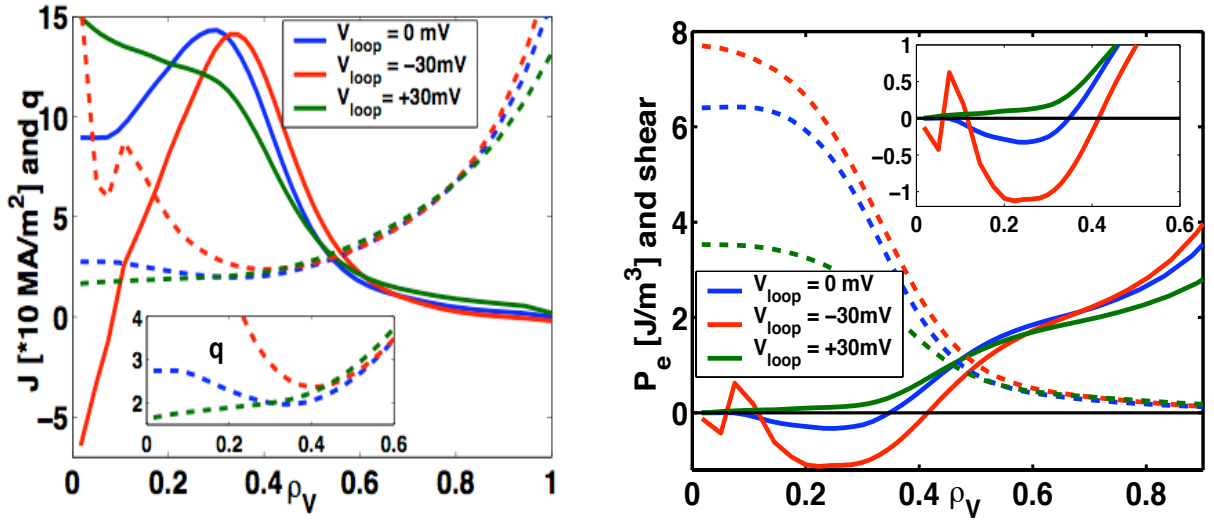 J [*10 MA/m²] and q
15
10
5
0
−5
V_loop = 0 mV
V_loop = −30mV
V_loop = +30mV
q
4
3
2
0 0.2 0.4 0.6
0 0.2 0.4 0.6 0.8 1
ρ_V
P_e [J/m³] and shear
8
6
4
2
0
1
0.5
0
−0.5
−1
0 0.2 0.4 0.6
V_loop = 0 mV
V_loop = −30mV
V_loop = +30mV
0 0.2 0.4 0.6 0.8
ρ_V